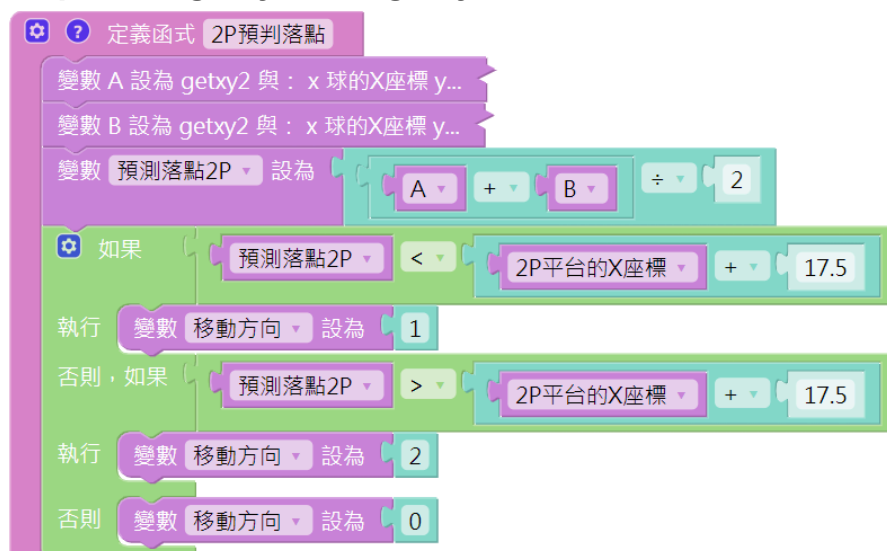 ? 定義函式 2P預判落點
變數 A 設為 getxy2 與： x 球的X座標 y...
變數 B 設為 getxy2 與： x 球的X座標 y...
變數 預測落點2P 設為 A + B ÷ 2
如果 預測落點2P < 2P平台的X座標 + 17.5
執行 變數 移動方向 設為 1
否則，如果 預測落點2P > 2P平台的X座標 + 17.5
執行 變數 移動方向 設為 2
否則 變數 移動方向 設為 0